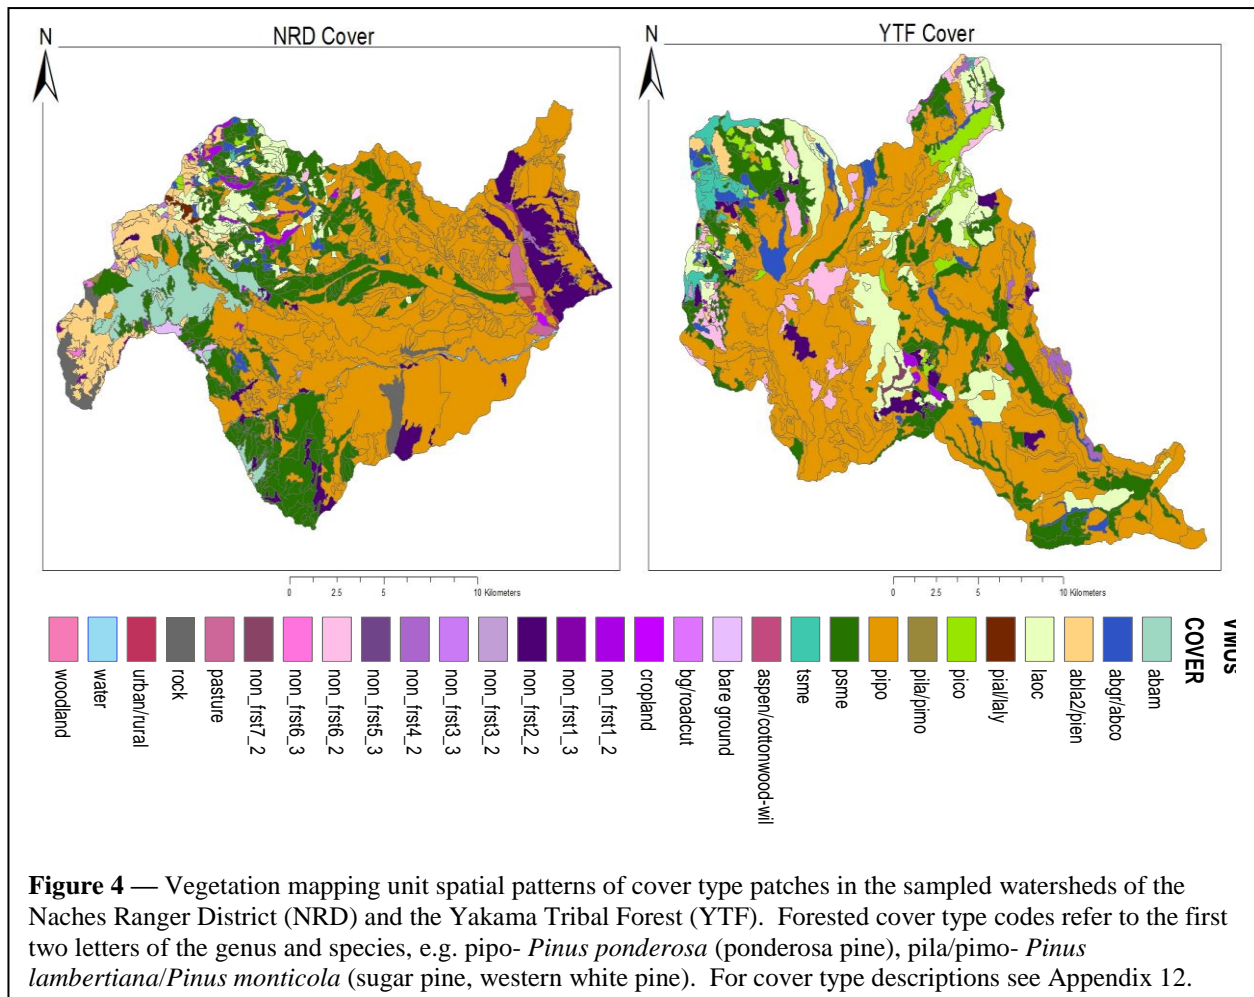 NRD Cover
YTF Cover
N
N
0 2.5 5 10 Kilometers
0 2.5 5 10 Kilometers
VMUS
COVER
abam
abgr/abco
abla2/pien
laoc
pial/laly
pico
pila/pimo
pipo
psme
tsme
aspen/cottonwood-wil
bare ground
bg/roadcut
cropland
non_frst1_2
non_frst1_3
non_frst2_2
non_frst3_2
non_frst3_3
non_frst4_2
non_frst5_3
non_frst6_2
non_frst6_3
non_frst7_2
pasture
rock
urban/rural
water
woodland
Figure 4 — Vegetation mapping unit spatial patterns of cover type patches in the sampled watersheds of the
Naches Ranger District (NRD) and the Yakama Tribal Forest (YTF). Forested cover type codes refer to the first
two letters of the genus and species, e.g. pipo- Pinus ponderosa (ponderosa pine), pila/pimo- Pinus
lambertiana/Pinus monticola (sugar pine, western white pine). For cover type descriptions see Appendix 12.